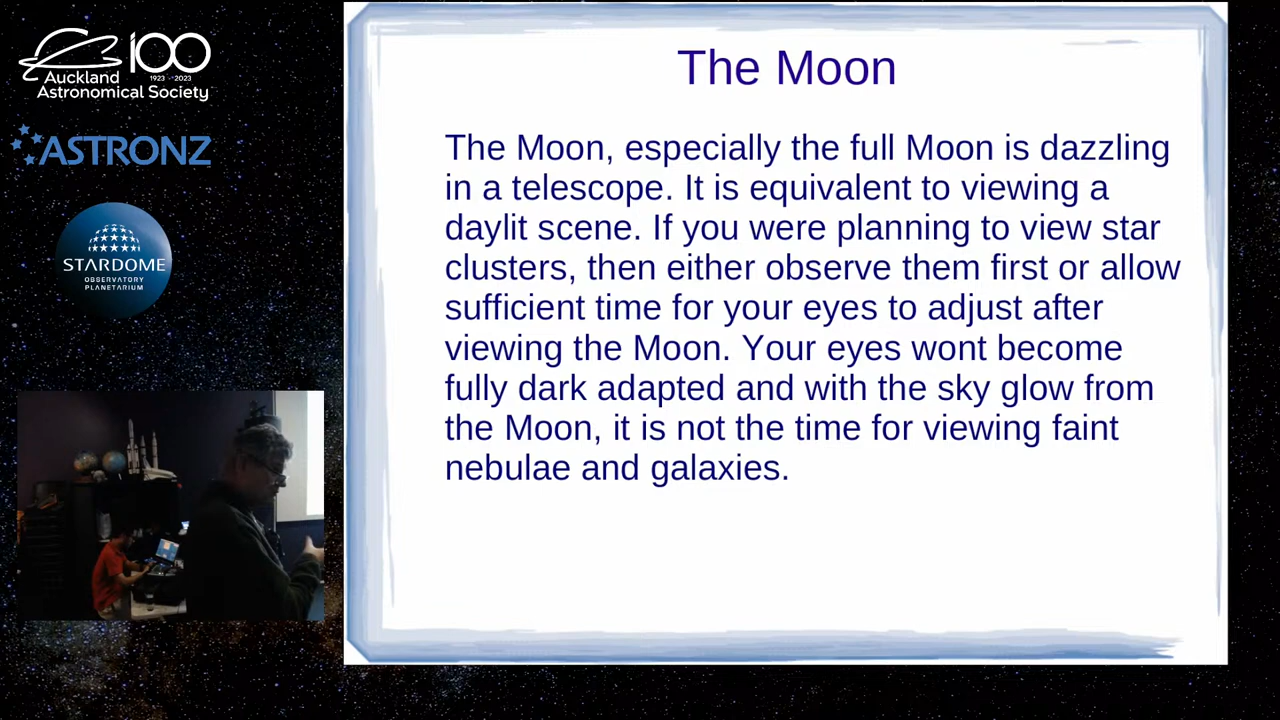 100
1923 - 2023
Auckland
Astronomical Society
ASTRONZ
STARDOME
OBSERVATORY
PLANETARIUM
The Moon
The Moon, especially the full Moon is dazzling
in a telescope. It is equivalent to viewing a
daylit scene. If you were planning to view star
clusters, then either observe them first or allow
sufficient time for your eyes to adjust after
viewing the Moon. Your eyes wont become
fully dark adapted and with the sky glow from
the Moon, it is not the time for viewing faint
nebulae and galaxies.